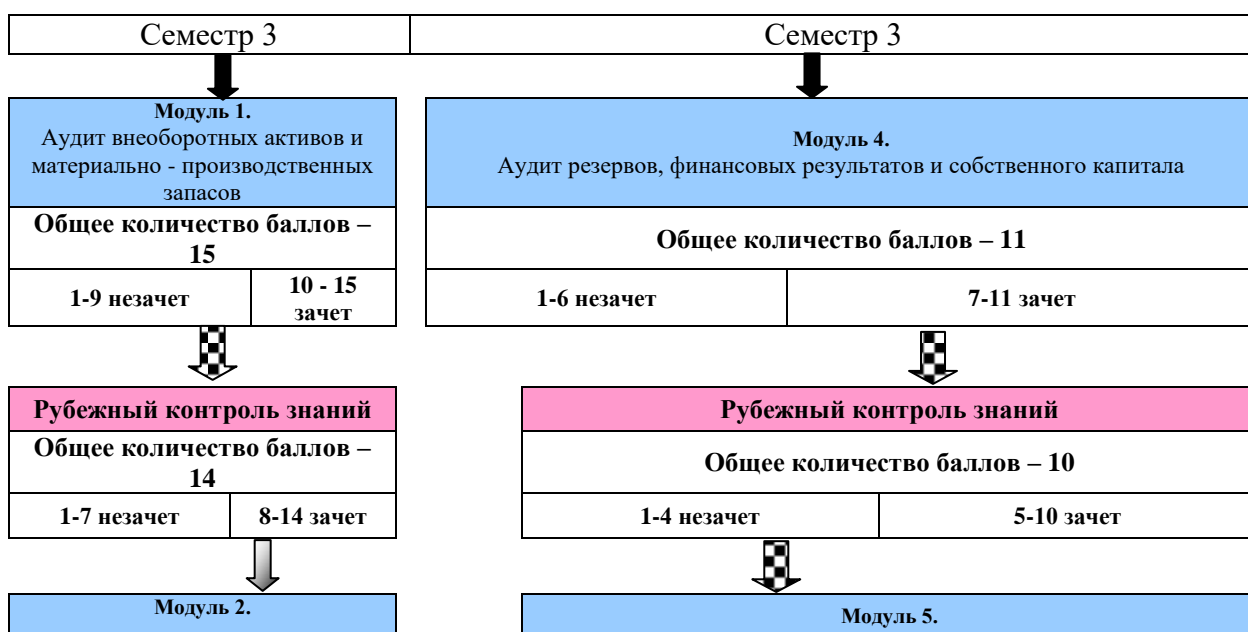 Семестр 3
Семестр 3
Модуль 1.
Аудит внеоборотных активов и
материально - производственных
запасов
Общее количество баллов –
15
1-9 незачет
10 - 15
зачет
Модуль 4.
Аудит резервов, финансовых результатов и собственного капитала
Общее количество баллов – 11
1-6 незачет
7-11 зачет
Рубежный контроль знаний
Общее количество баллов –
14
1-7 незачет
8-14 зачет
Рубежный контроль знаний
Общее количество баллов – 10
1-4 незачет
5-10 зачет
Модуль 2.
Модуль 5.